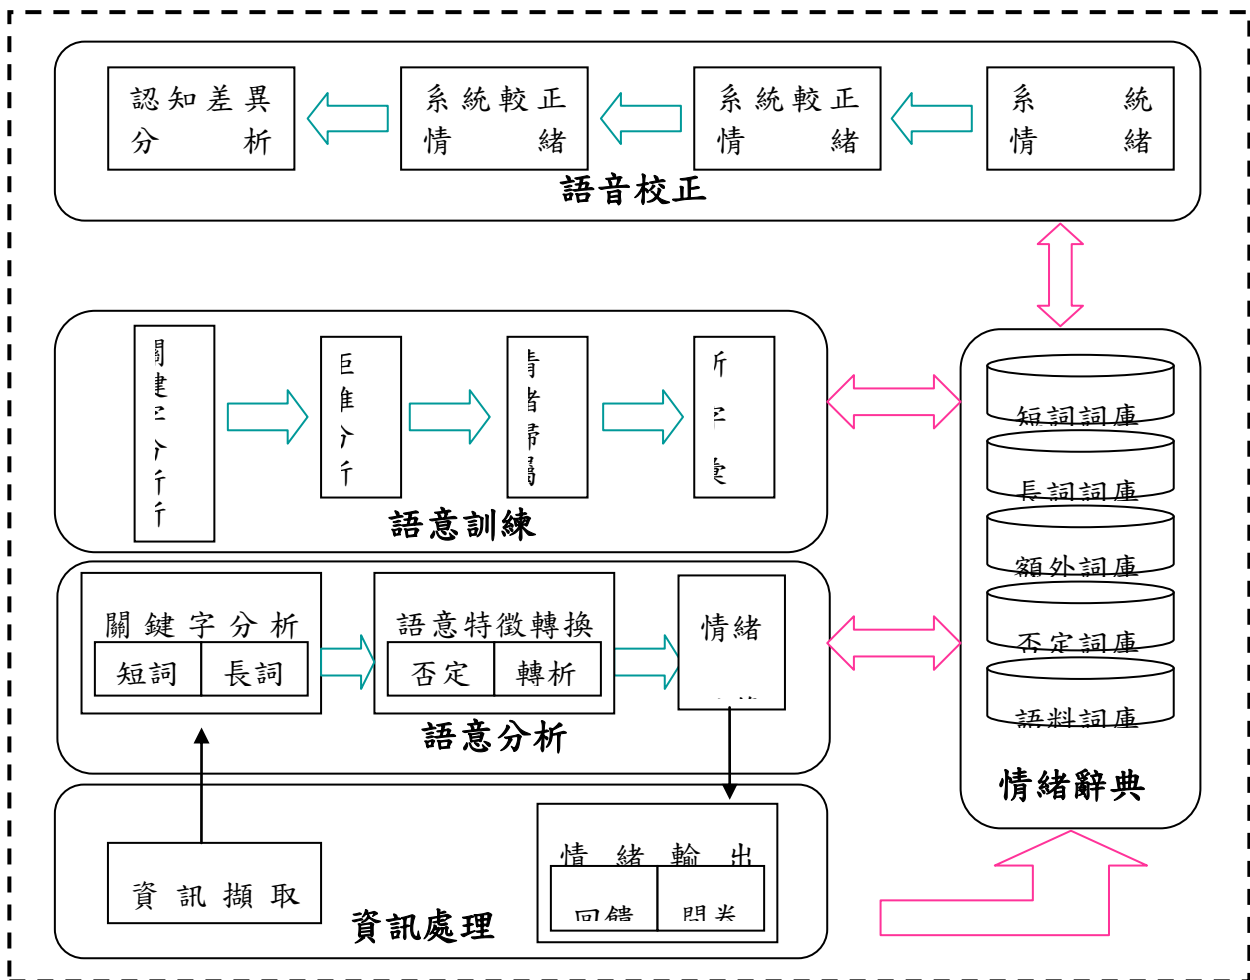 認知差異
分析
系統較正
情緒
系統較正
情緒
系統
情緒
語音校正
語意訓練
關鍵字分析
短詞
長詞
語意特徵轉換
否定
轉析
情緒
語意分析
短詞詞庫
長詞詞庫
額外詞庫
否定詞庫
語料詞庫
情緒辭典
資訊擷取
情緒輸出
回饋
問卷
資訊處理